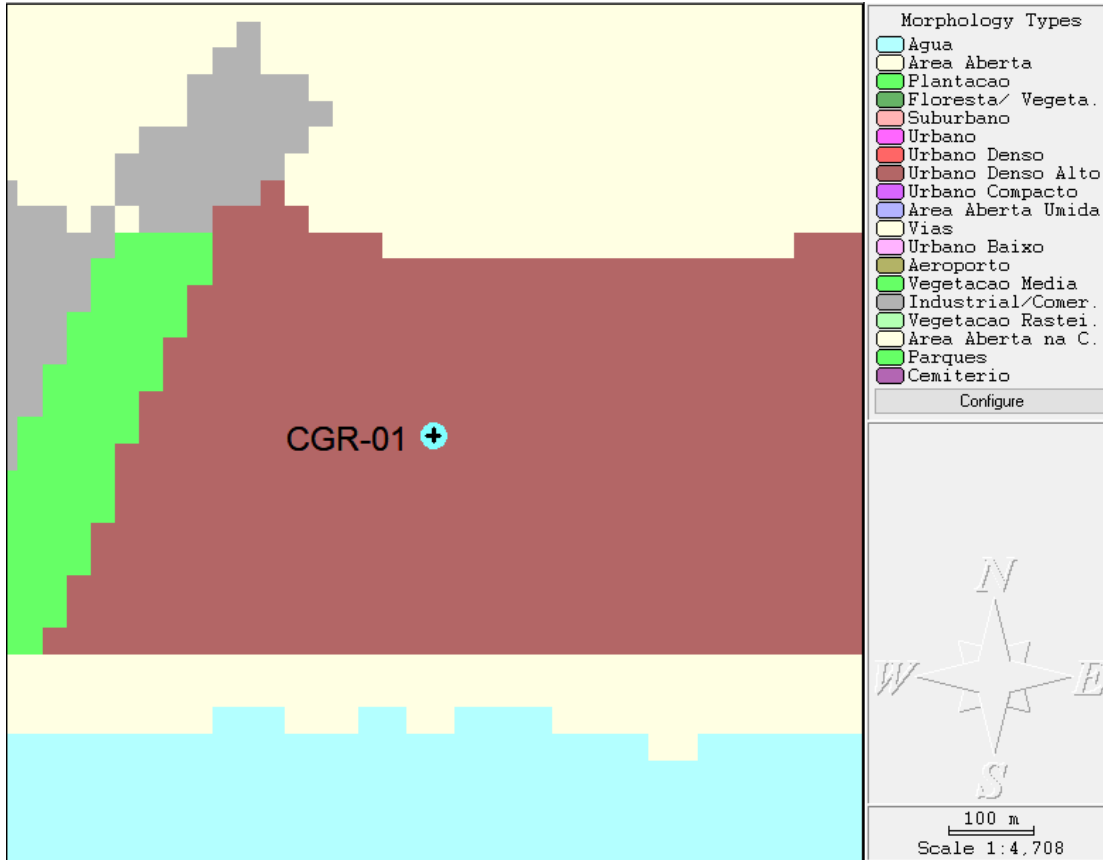 Morphology Types
Agua
Area Aberta
Plantacao
Floresta/ Vegeta.
Suburbano
Urbano
Urbano Denso
Urbano Denso Alto
Urbano Compacto
Area Aberta Umida
Vias
Urbano Baixo
Aeroporto
Vegetacao Media
Industrial/Comer.
Vegetacao Rastei.
Area Aberta na C.
Parques
Cemiterio
Configure
CGR-01
N
W E
S
100 m
Scale 1:4,708